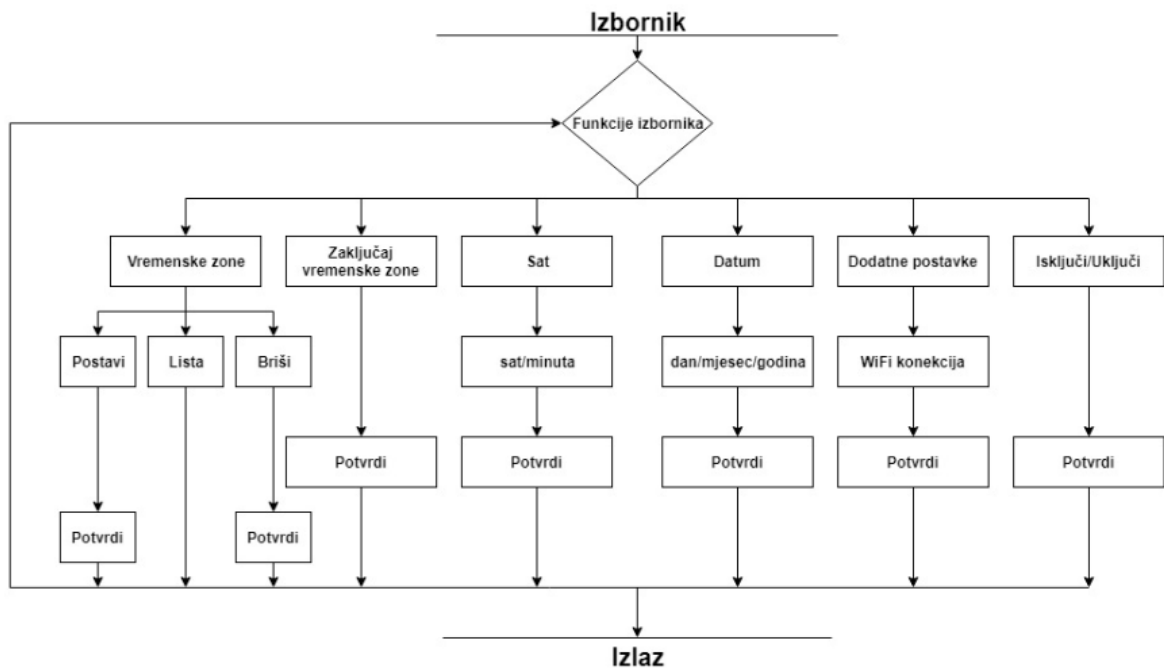 Izbornik
Funkcije izbornika
Vremenske zone
Zaključaj
vremenske zone
Sat
Datum
Dodatne postavke
Isključi/Uključi
Postavi
Lista
Briši
sat/minuta
dan/mjesec/godina
WiFi konekcija
Potvrdi
Potvrdi
Potvrdi
Potvrdi
Potvrdi
Potvrdi
Potvrdi
Izlaz